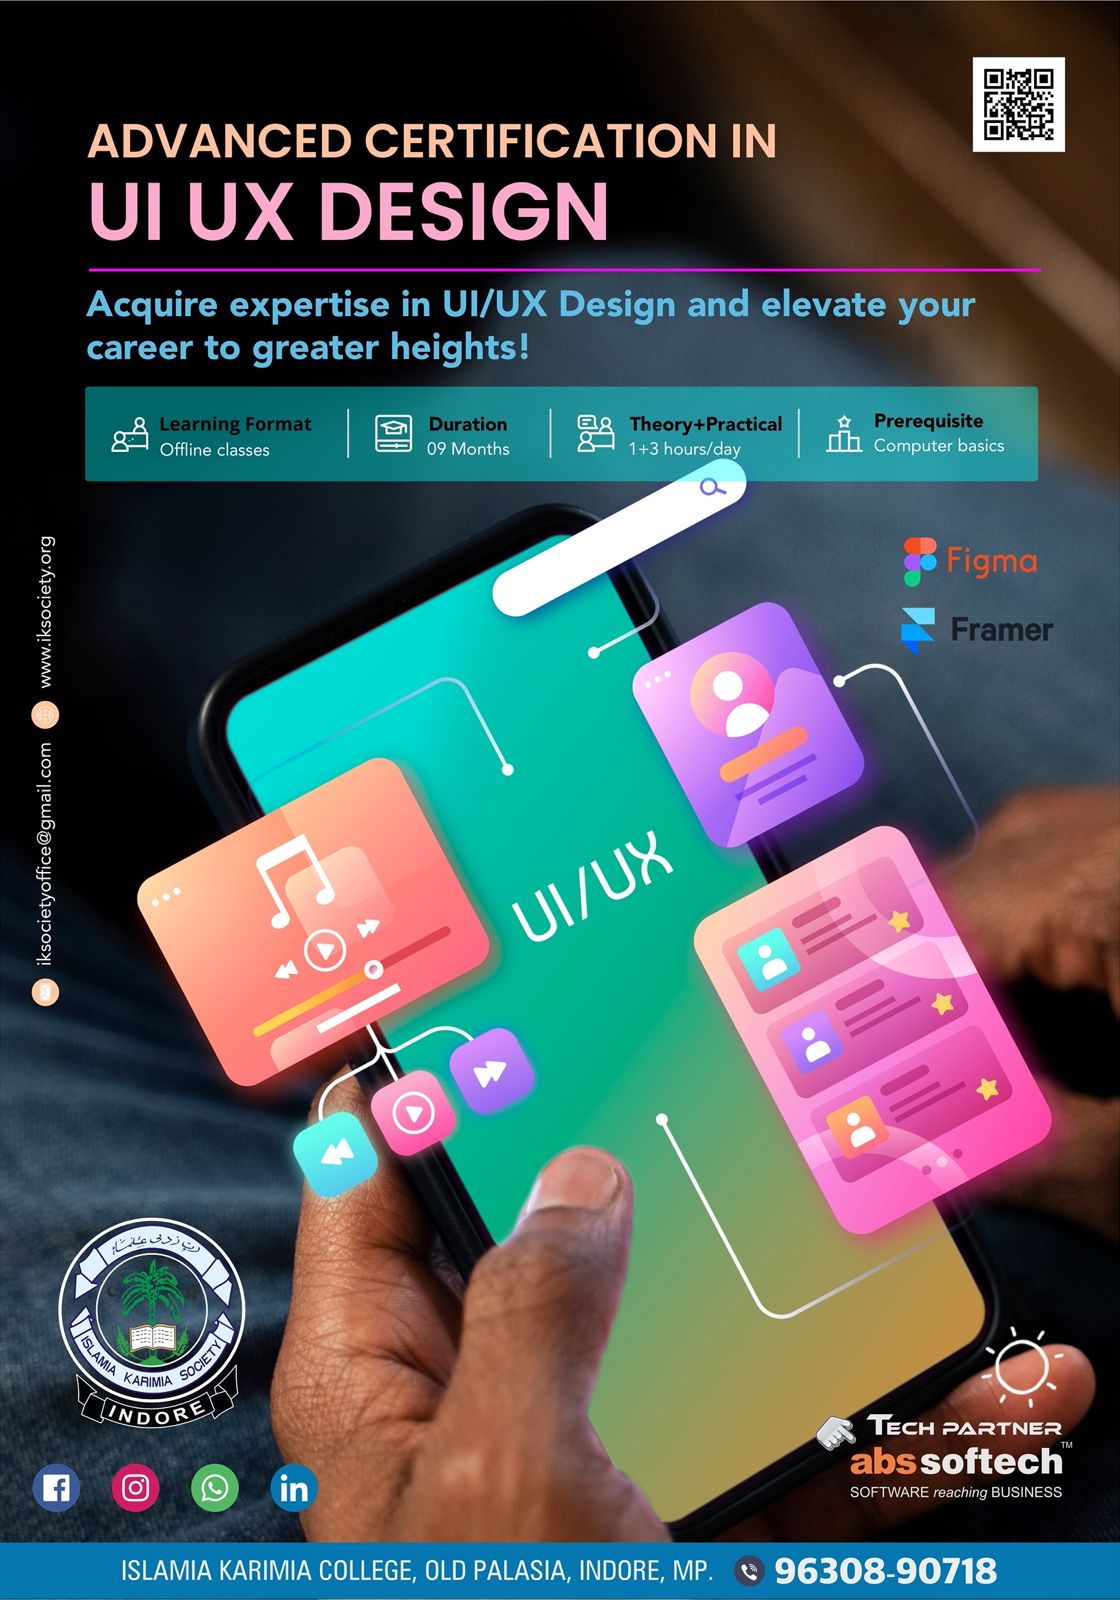 ADVANCED CERTIFICATION IN
UI UX DESIGN
Acquire expertise in UI/UX Design and elevate your
career to greater heights!
Learning Format
Offline classes
Duration
09 Months
Theory+Practical
1+3 hours/day
Prerequisite
Computer basics
Figma
Framer
www.iksociety.org
iksocietyoffice@gmail.com
UI/UX
ISLAMIA KARIMIA SOCIETY
INDORE
TECH PARTNER
abs softech™
SOFTWARE reaching BUSINESS
ISLAMIA KARIMIA COLLEGE, OLD PALASIA, INDORE, MP. 96308-90718